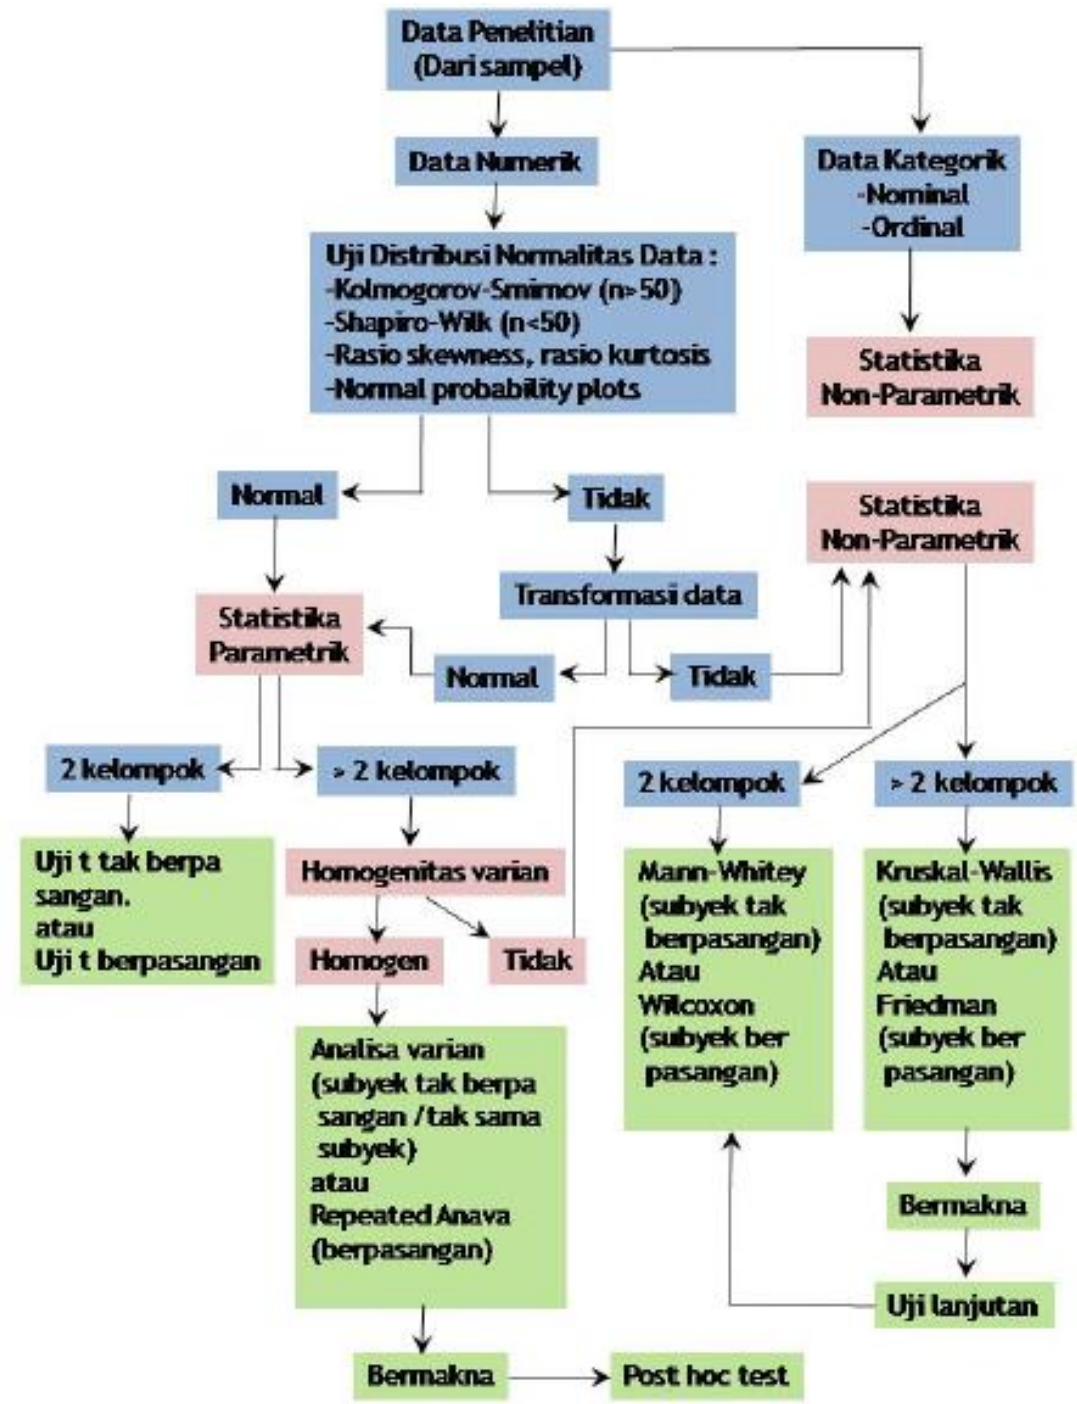 Data Penelitian
(Dari sampel)
Data Numerik
Data Kategorik
-Nominal
-Ordinal
Uji Distribusi Normalitas Data :
-Kolmogorov-Smirnov (n>50)
-Shapiro-Wilk (n<50)
-Rasio skewness, rasio kurtosis
-Normal probability plots
Statistika
Non-Parametrik
Normal
Tidak
Statistika
Non-Parametrik
Transformasi data
Statistika
Parametrik
Normal
Tidak
2 kelompok
> 2 kelompok
2 kelompok
> 2 kelompok
Uji t tak berpa
sangan.
atau
Uji t berpasangan
Homogenitas varian
Homogen
Tidak
Mann-Whitey
(subyek tak
berpasangan)
Atau
Wilcoxon
(subyek ber
pasangan)
Kruskal-Wallis
(subyek tak
berpasangan)
Atau
Friedman
(subyek ber
pasangan)
Analisa varian
(subyek tak berpa
sangan /tak sama
subyek)
atau
Repeated Anava
(berpasangan)
Bermakna
Uji lanjutan
Bermakna
Post hoc test